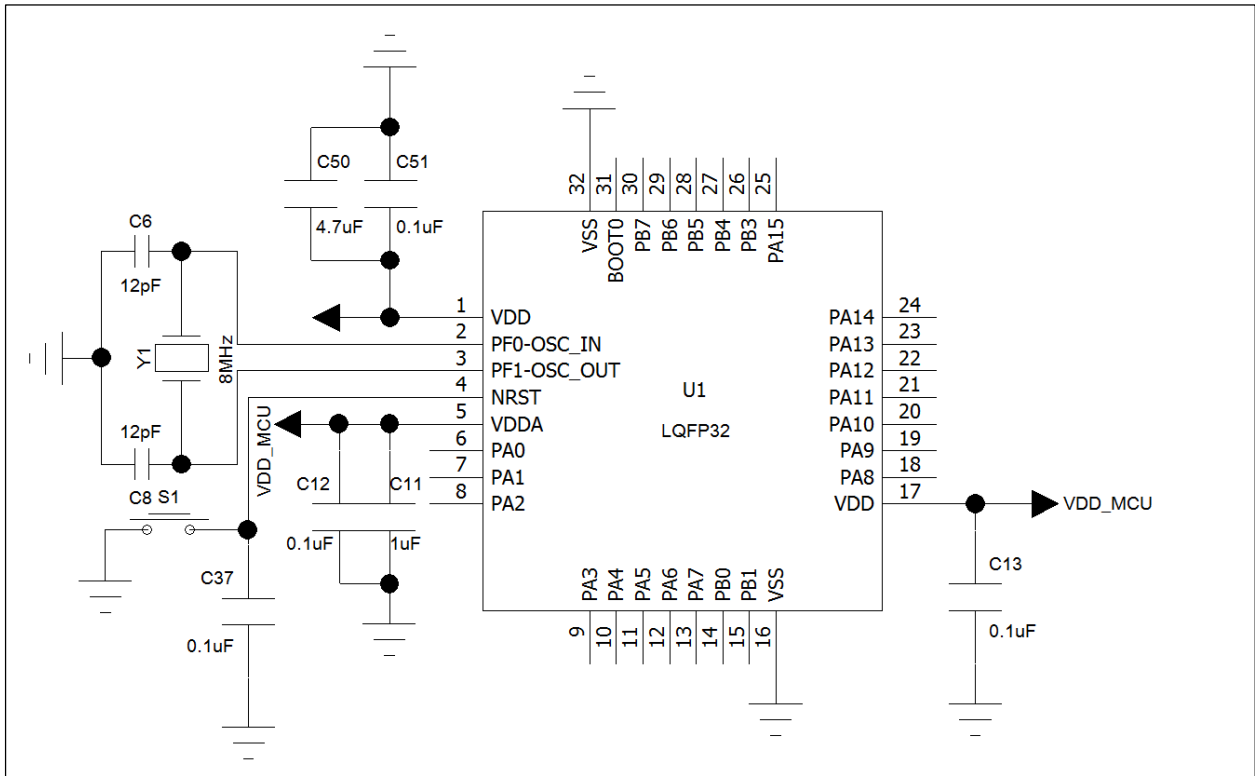 C50
4.7uF
C51
0.1uF
C6
12pF
Y1
8MHz
12pF
C8
S1
VDD_MCU
C12
0.1uF
C11
1uF
C37
0.1uF
32
31
30
29
28
27
26
25
VSS
BOOT0
PB7
PB6
PB5
PB4
PB3
PA15
1 VDD
2 PF0-OSC_IN
3 PF1-OSC_OUT
4 NRST
5 VDDA
6 PA0
7 PA1
8 PA2
U1
LQFP32
PA14 24
PA13 23
PA12 22
PA11 21
PA10 20
PA9 19
PA8 18
VDD 17
VDD_MCU
C13
0.1uF
PA3
PA4
PA5
PA6
PA7
PB0
PB1
VSS
9
10
11
12
13
14
15
16